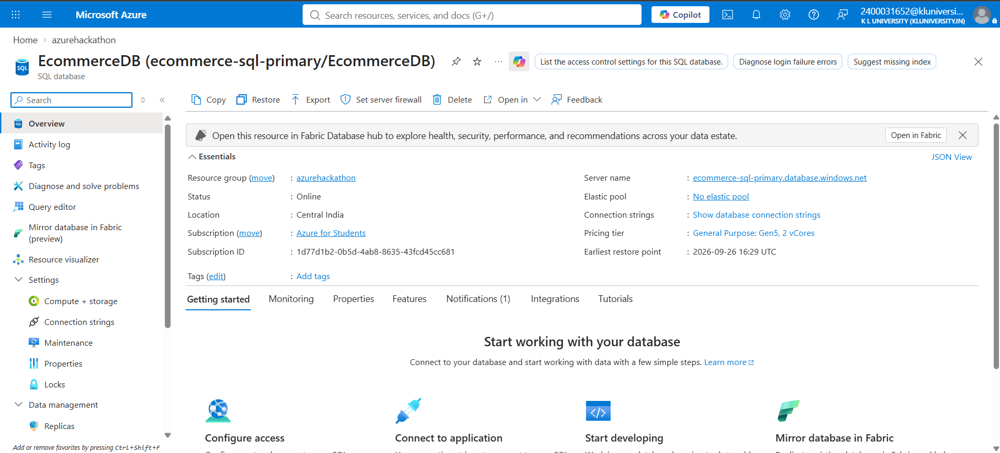 Microsoft Azure
Search resources, services, and docs (G+/)
Copilot
2400031652@kluniversi...
K L UNIVERSITY (KLUNIVERSITY.IN)
Home > azurehackathon
EcommerceDB (ecommerce-sql-primary/EcommerceDB)
SQL database
List the access control settings for this SQL database.
Diagnose login failure errors
Suggest missing index
Search
Copy
Restore
Export
Set server firewall
Delete
Open in
Feedback
Overview
Activity log
Tags
Diagnose and solve problems
Query editor
Mirror database in Fabric
(preview)
Resource visualizer
Settings
Compute + storage
Connection strings
Maintenance
Properties
Locks
Data management
Replicas
Add or remove favorites by pressing Ctrl+Shift+F
Open this resource in Fabric Database hub to explore health, security, performance, and recommendations across your data estate.
Open in Fabric
Essentials
JSON View
Resource group (move) : azurehackathon
Status : Online
Location : Central India
Subscription (move) : Azure for Students
Subscription ID : 1d77d1b2-0b5d-4ab8-8635-43fcd45cc681
Server name : ecommerce-sql-primary.database.windows.net
Elastic pool : No elastic pool
Connection strings : Show database connection strings
Pricing tier : General Purpose: Gen5, 2 vCores
Earliest restore point : 2026-09-26 16:29 UTC
Tags (edit) : Add tags
Getting started
Monitoring
Properties
Features
Notifications (1)
Integrations
Tutorials
Start working with your database
Connect to your database and start working with data with a few simple steps. Learn more
Configure access
Connect to application
Start developing
Mirror database in Fabric